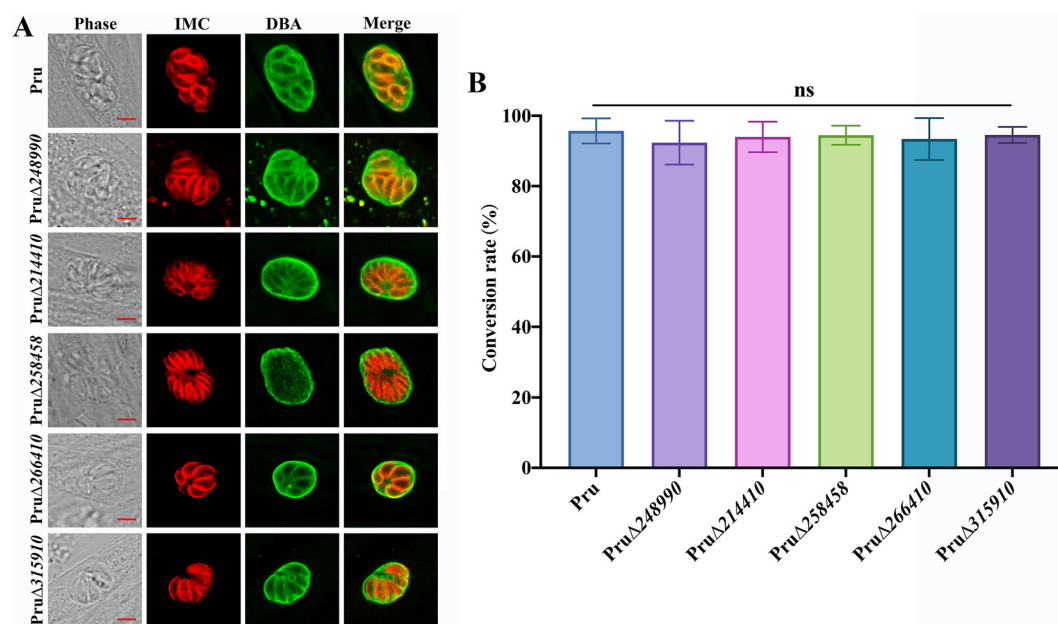 A
Phase IMC DBA Merge
Pru
PruΔ248990
PruΔ214410
PruΔ258458
PruΔ266410
PruΔ315910
B
ns
Conversion rate (%)
100
80
60
40
20
0
Pru PruΔ248990 PruΔ214410 PruΔ258458 PruΔ266410 PruΔ315910